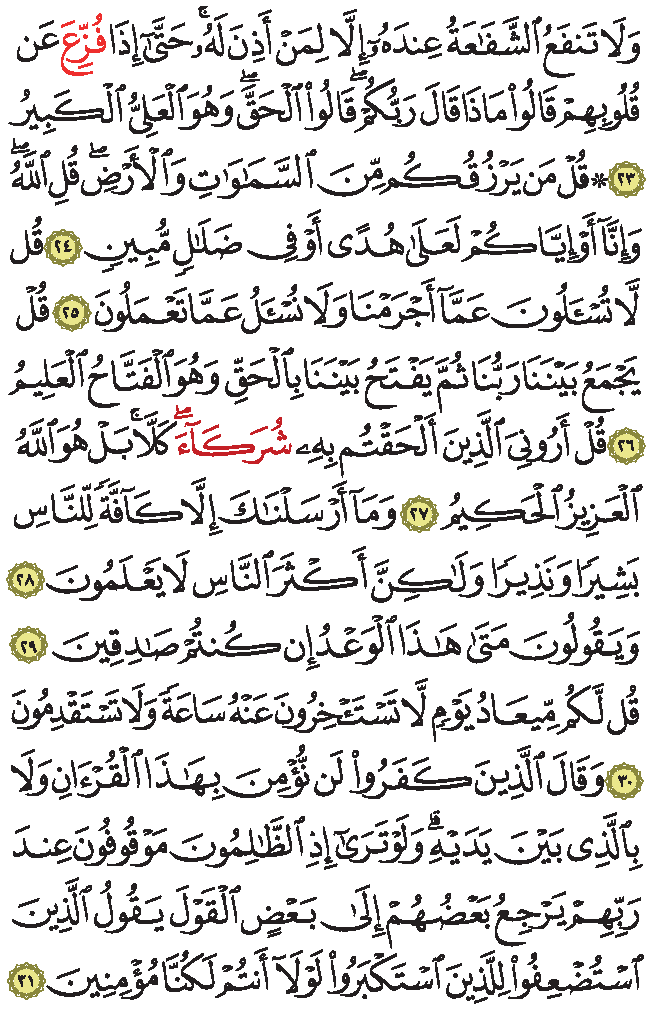 وَلَا تَنفَعُ ٱلشَّفَٰعَةُ عِندَهُۥٓ إِلَّا لِمَنْ أَذِنَ لَهُۥۚ حَتَّىٰٓ إِذَا فُزِّعَ عَن
قُلُوبِهِمْ قَالُوا۟ مَاذَا قَالَ رَبُّكُمْۖ قَالُوا۟ ٱلْحَقَّۖ وَهُوَ ٱلْعَلِىُّ ٱلْكَبِيرُ
٢٣ * قُلْ مَن يَرْزُقُكُم مِّنَ ٱلسَّمَٰوَٰتِ وَٱلْأَرْضِۖ قُلِ ٱللَّهُۖ
وَإِنَّآ أَوْ إِيَّاكُمْ لَعَلَىٰ هُدًى أَوْ فِى ضَلَٰلٍ مُّبِينٍ ٢٤ قُل
لَّا تُسْـَٔلُونَ عَمَّآ أَجْرَمْنَا وَلَا نُسْـَٔلُ عَمَّا تَعْمَلُونَ ٢٥ قُلْ
يَجْمَعُ بَيْنَنَا رَبُّنَا ثُمَّ يَفْتَحُ بَيْنَنَا بِٱلْحَقِّ وَهُوَ ٱلْفَتَّاحُ ٱلْعَلِيمُ
٢٦ قُلْ أَرُونِىَ ٱلَّذِينَ أَلْحَقْتُم بِهِۦ شُرَكَآءَۖ كَلَّاۚ بَلْ هُوَ ٱللَّهُ
ٱلْعَزِيزُ ٱلْحَكِيمُ ٢٧ وَمَآ أَرْسَلْنَٰكَ إِلَّا كَآفَّةً لِّلنَّاسِ
بَشِيرًا وَنَذِيرًا وَلَٰكِنَّ أَكْثَرَ ٱلنَّاسِ لَا يَعْلَمُونَ ٢٨
وَيَقُولُونَ مَتَىٰ هَٰذَا ٱلْوَعْدُ إِن كُنتُمْ صَٰدِقِينَ ٢٩
قُل لَّكُم مِّيعَادُ يَوْمٍ لَّا تَسْتَـْٔخِرُونَ عَنْهُ سَاعَةً وَلَا تَسْتَقْدِمُونَ
٣٠ وَقَالَ ٱلَّذِينَ كَفَرُوا۟ لَن نُّؤْمِنَ بِهَٰذَا ٱلْقُرْءَانِ وَلَا
بِٱلَّذِى بَيْنَ يَدَيْهِۗ وَلَوْ تَرَىٰٓ إِذِ ٱلظَّٰلِمُونَ مَوْقُوفُونَ عِندَ
رَبِّهِمْ يَرْجِعُ بَعْضُهُمْ إِلَىٰ بَعْضٍ ٱلْقَوْلَ يَقُولُ ٱلَّذِينَ
ٱسْتُضْعِفُوا۟ لِلَّذِينَ ٱسْتَكْبَرُوا۟ لَوْلَآ أَنتُمْ لَكُنَّا مُؤْمِنِينَ ٣١